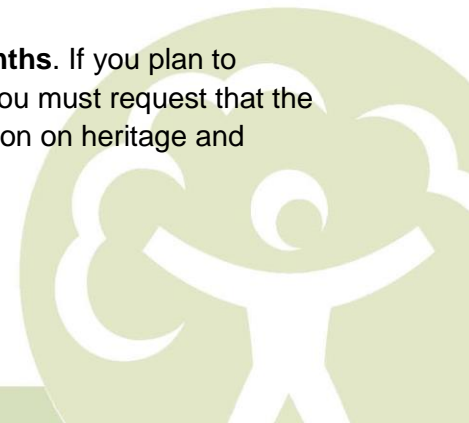 nths. If you plan to
ou must request that the
on on heritage and